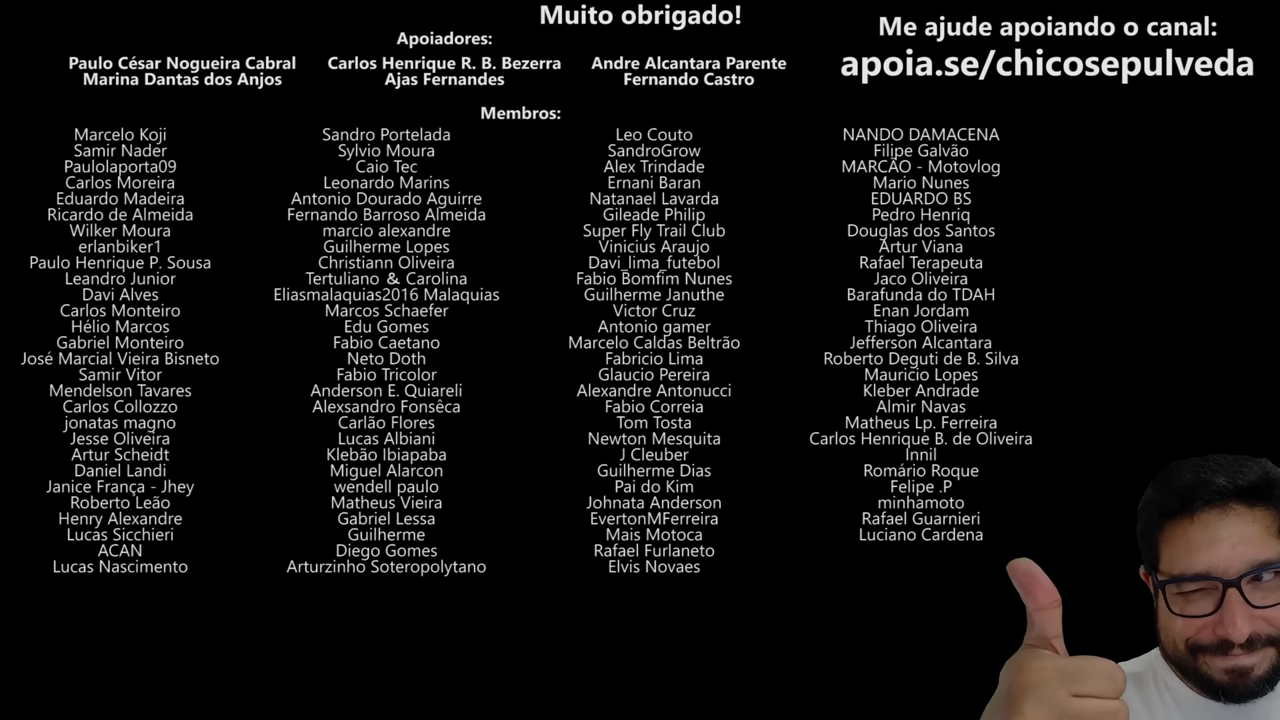 Muito obrigado!
Apoiadores:
Paulo César Nogueira Cabral
Marina Dantas dos Anjos
Carlos Henrique R. B. Bezerra
Ajas Fernandes
Andre Alcantara Parente
Fernando Castro
Me ajude apoiando o canal:
apoia.se/chicosepulveda
Membros:
Marcelo Koji
Samir Nader
Paulolaporta09
Carlos Moreira
Eduardo Madeira
Ricardo de Almeida
Wilker Moura
erlanbiker1
Paulo Henrique P. Sousa
Leandro Junior
Davi Alves
Carlos Monteiro
Hélio Marcos
Gabriel Monteiro
José Marcial Vieira Bisneto
Samir Vitor
Mendelson Tavares
Carlos Collozzo
jonatas magno
Jesse Oliveira
Artur Scheidt
Daniel Landi
Janice França - Jhey
Roberto Leão
Henry Alexandre
Lucas Sicchieri
ACAN
Lucas Nascimento
Sandro Portelada
Sylvio Moura
Caio Tec
Leonardo Marins
Antonio Dourado Aguirre
Fernando Barroso Almeida
marcio alexandre
Guilherme Lopes
Christiann Oliveira
Tertuliano & Carolina
Eliasmalaquias2016 Malaquias
Marcos Schaefer
Edu Gomes
Fabio Caetano
Neto Doth
Fabio Tricolor
Anderson E. Quiareli
Alexsandro Fonsêca
Carlão Flores
Lucas Albiani
Klebão Ibiapaba
Miguel Alarcon
wendell paulo
Matheus Vieira
Gabriel Lessa
Guilherme
Diego Gomes
Arturzinho Soteropolytano
Leo Couto
SandroGrow
Alex Trindade
Ernani Baran
Natanael Lavarda
Gileade Philip
Super Fly Trail Club
Vinicius Araujo
Davi_lima_futebol
Fabio Bomfim Nunes
Guilherme Januthe
Victor Cruz
Antonio gamer
Marcelo Caldas Beltrão
Fabricio Lima
Glaucio Pereira
Alexandre Antonucci
Fabio Correia
Tom Tosta
Newton Mesquita
J Cleuber
Guilherme Dias
Pai do Kim
Johnata Anderson
EvertonMFerreira
Mais Motoca
Rafael Furlaneto
Elvis Novaes
NANDO DAMACENA
Filipe Galvão
MARCÃO - Motovlog
Mario Nunes
EDUARDO BS
Pedro Henriq
Douglas dos Santos
Artur Viana
Rafael Terapeuta
Jaco Oliveira
Barafunda do TDAH
Enan Jordam
Thiago Oliveira
Jefferson Alcantara
Roberto Deguti de B. Silva
Mauricio Lopes
Kleber Andrade
Almir Navas
Matheus Lp. Ferreira
Carlos Henrique B. de Oliveira
Innil
Romário Roque
Felipe .P
minhamoto
Rafael Guarnieri
Luciano Cardena